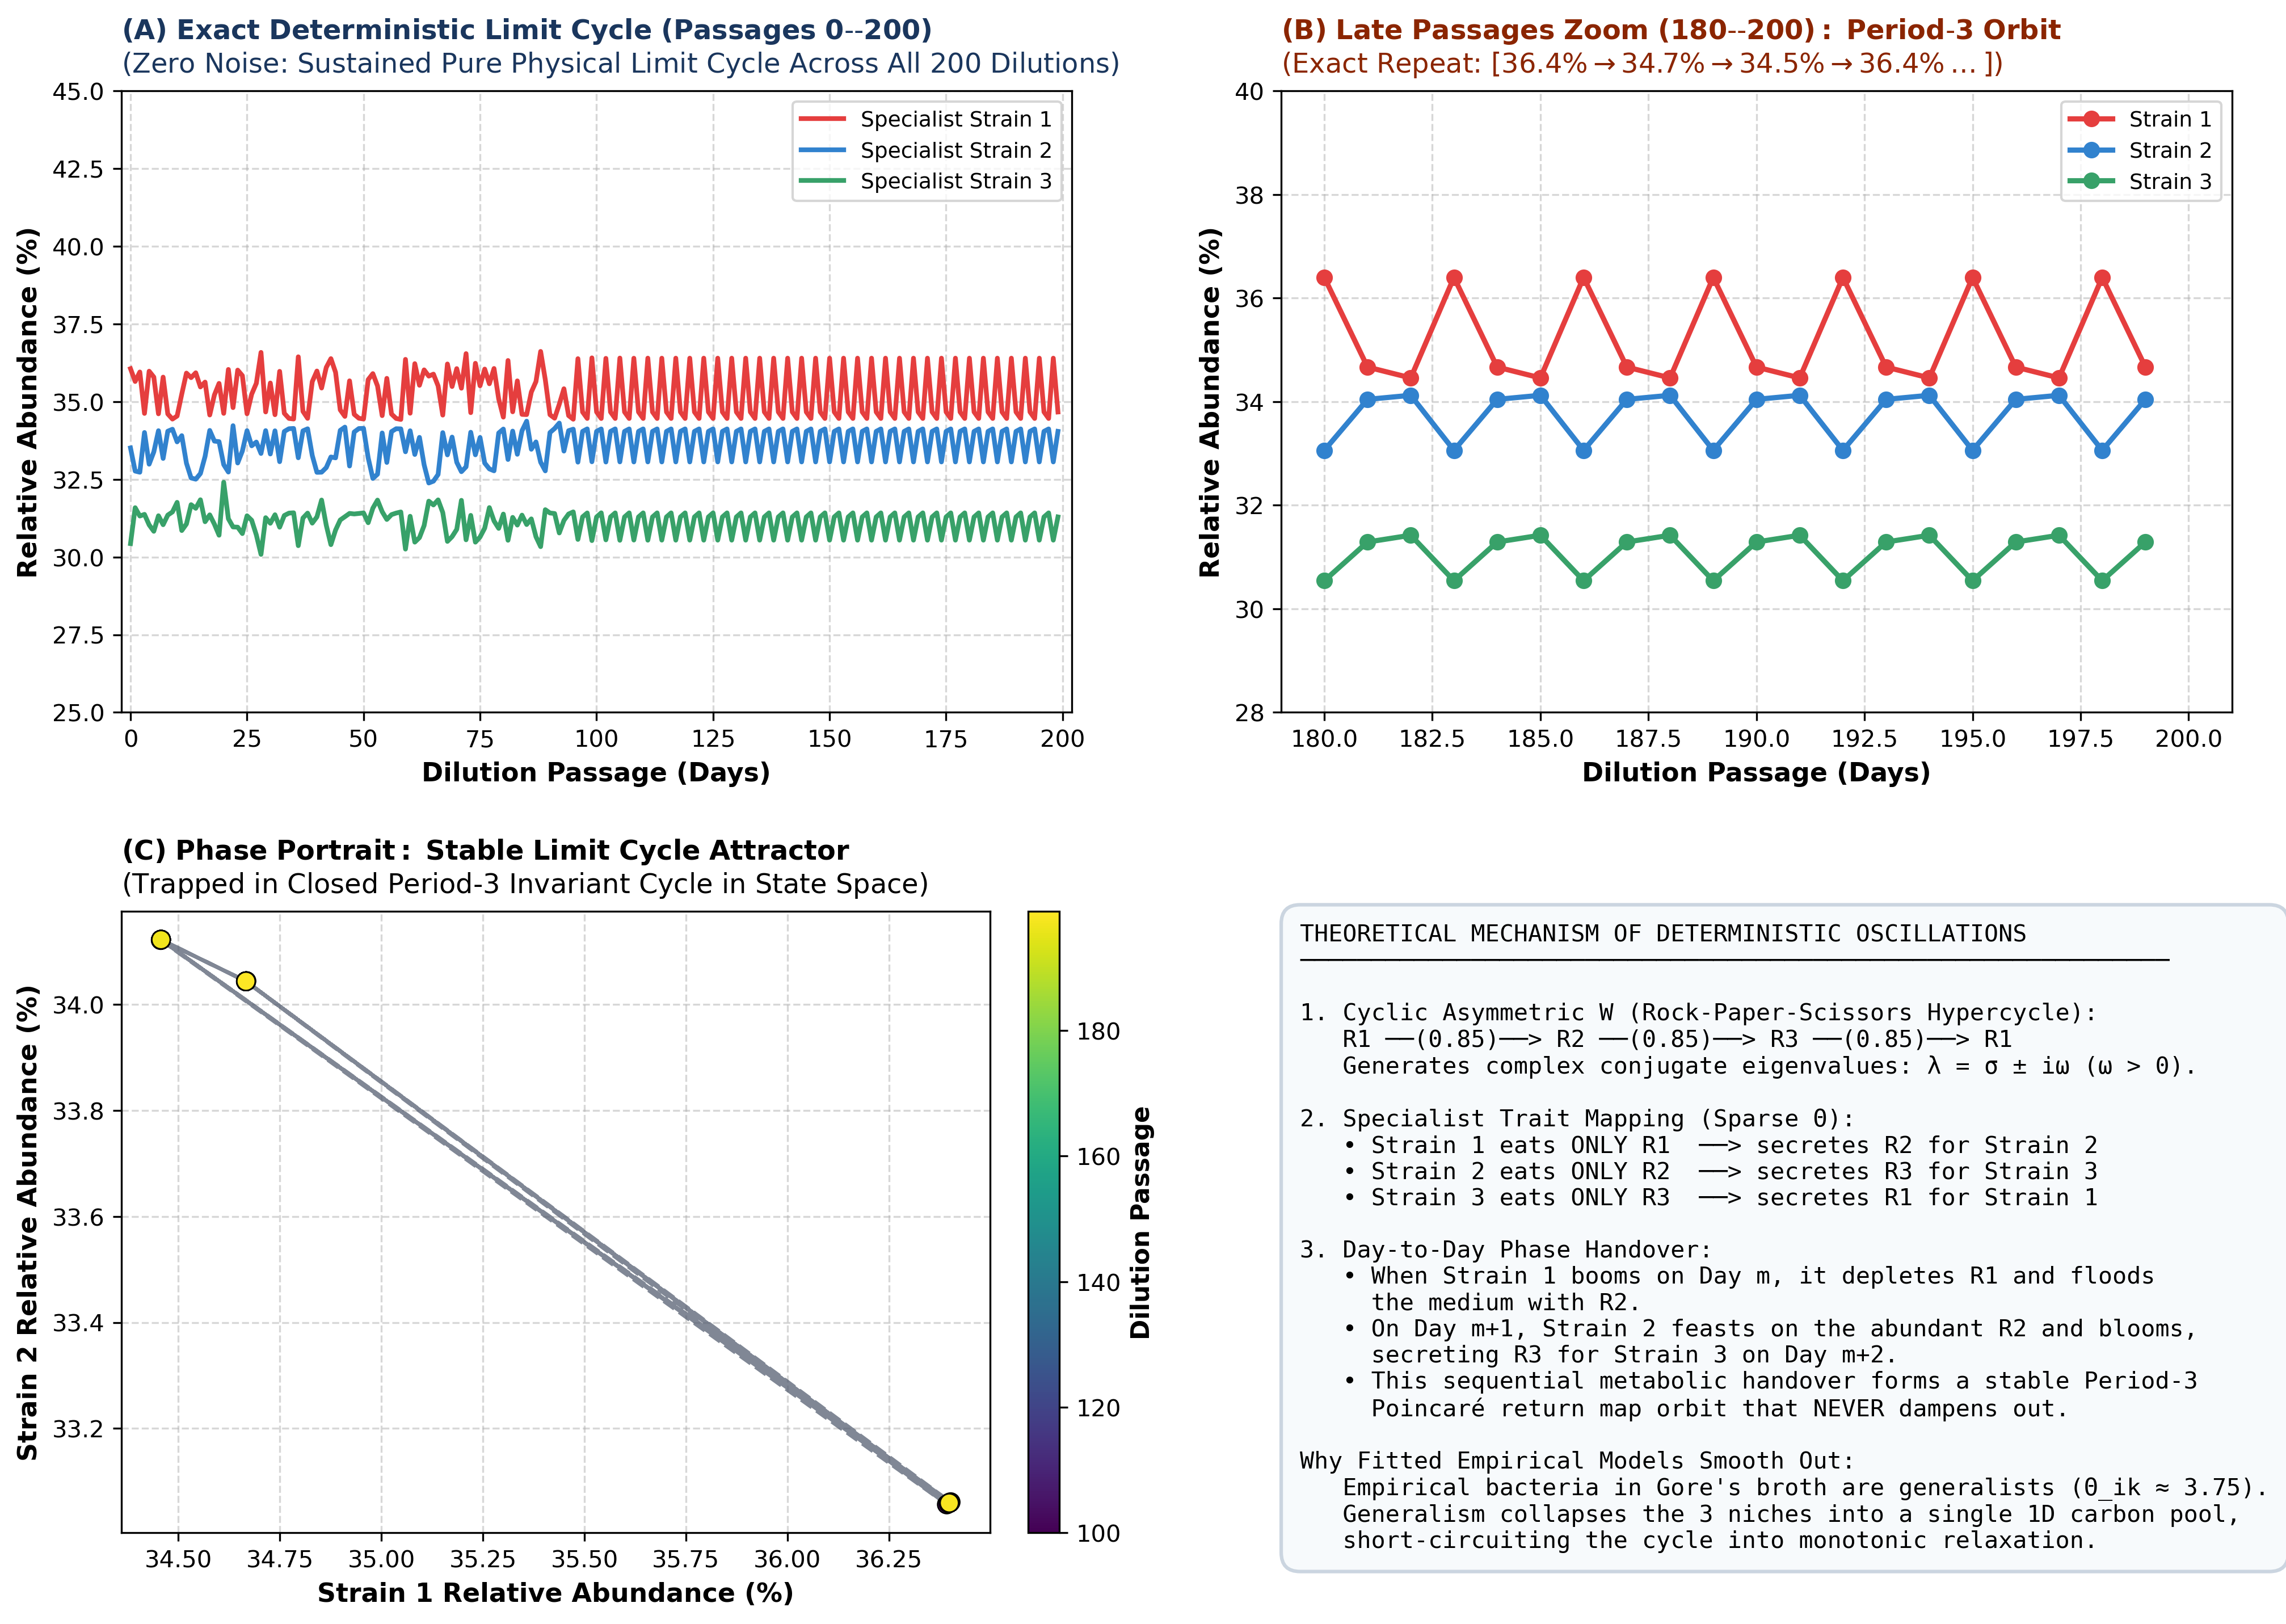 (A) Exact Deterministic Limit Cycle (Passages 0--200)
(Zero Noise: Sustained Pure Physical Limit Cycle Across All 200 Dilutions)
45.0
42.5
40.0
37.5
35.0
32.5
30.0
27.5
25.0
Relative Abundance (%)
Specialist Strain 1
Specialist Strain 2
Specialist Strain 3
0
25
50
75
100
125
150
175
200
Dilution Passage (Days)
(B) Late Passages Zoom (180--200): Period-3 Orbit
(Exact Repeat: [36.4% → 34.7% → 34.5% → 36.4% ... ])
40
38
36
34
32
30
28
Relative Abundance (%)
Strain 1
Strain 2
Strain 3
180.0
182.5
185.0
187.5
190.0
192.5
195.0
197.5
200.0
Dilution Passage (Days)
(C) Phase Portrait: Stable Limit Cycle Attractor
(Trapped in Closed Period-3 Invariant Cycle in State Space)
34.0
33.8
33.6
33.4
33.2
Strain 2 Relative Abundance (%)
34.50
34.75
35.00
35.25
35.50
35.75
36.00
36.25
Strain 1 Relative Abundance (%)
180
160
140
120
100
Dilution Passage
THEORETICAL MECHANISM OF DETERMINISTIC OSCILLATIONS
1. Cyclic Asymmetric W (Rock-Paper-Scissors Hypercycle):
R1 ──(0.85)──> R2 ──(0.85)──> R3 ──(0.85)──> R1
Generates complex conjugate eigenvalues: λ = σ ± iω (ω > 0).
2. Specialist Trait Mapping (Sparse θ):
• Strain 1 eats ONLY R1 ──> secretes R2 for Strain 2
• Strain 2 eats ONLY R2 ──> secretes R3 for Strain 3
• Strain 3 eats ONLY R3 ──> secretes R1 for Strain 1
3. Day-to-Day Phase Handover:
• When Strain 1 booms on Day m, it depletes R1 and floods
the medium with R2.
• On Day m+1, Strain 2 feasts on the abundant R2 and blooms,
secreting R3 for Strain 3 on Day m+2.
• This sequential metabolic handover forms a stable Period-3
Poincaré return map orbit that NEVER dampens out.
Why Fitted Empirical Models Smooth Out:
Empirical bacteria in Gore's broth are generalists (θ_ik ≈ 3.75).
Generalism collapses the 3 niches into a single 1D carbon pool,
short-circuiting the cycle into monotonic relaxation.